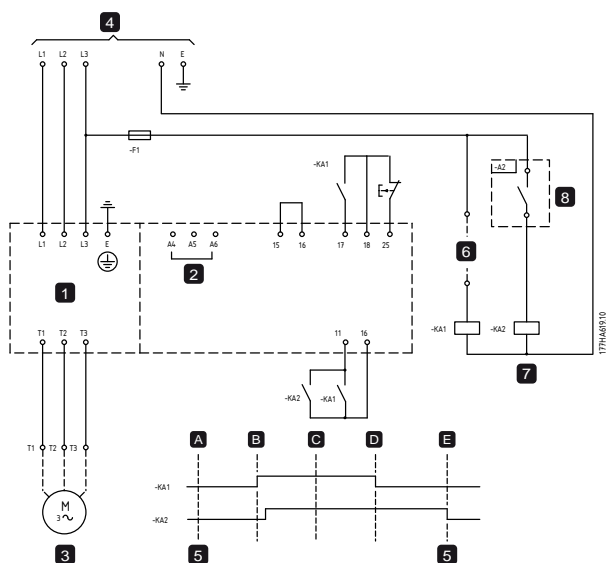 4
L1 L2 L3 N E
-F1
-KA1
-A2
8
6
L1 L2 L3 E
A4 A5 A6
15 16
17 18 25
2
1
-KA1 -KA2
7
177HA619.10
T1 T2 T3
11 16
-KA2 -KA1
T1 T2 T3
M
3~
3
A B C D E
-KA1
-KA2
5 5